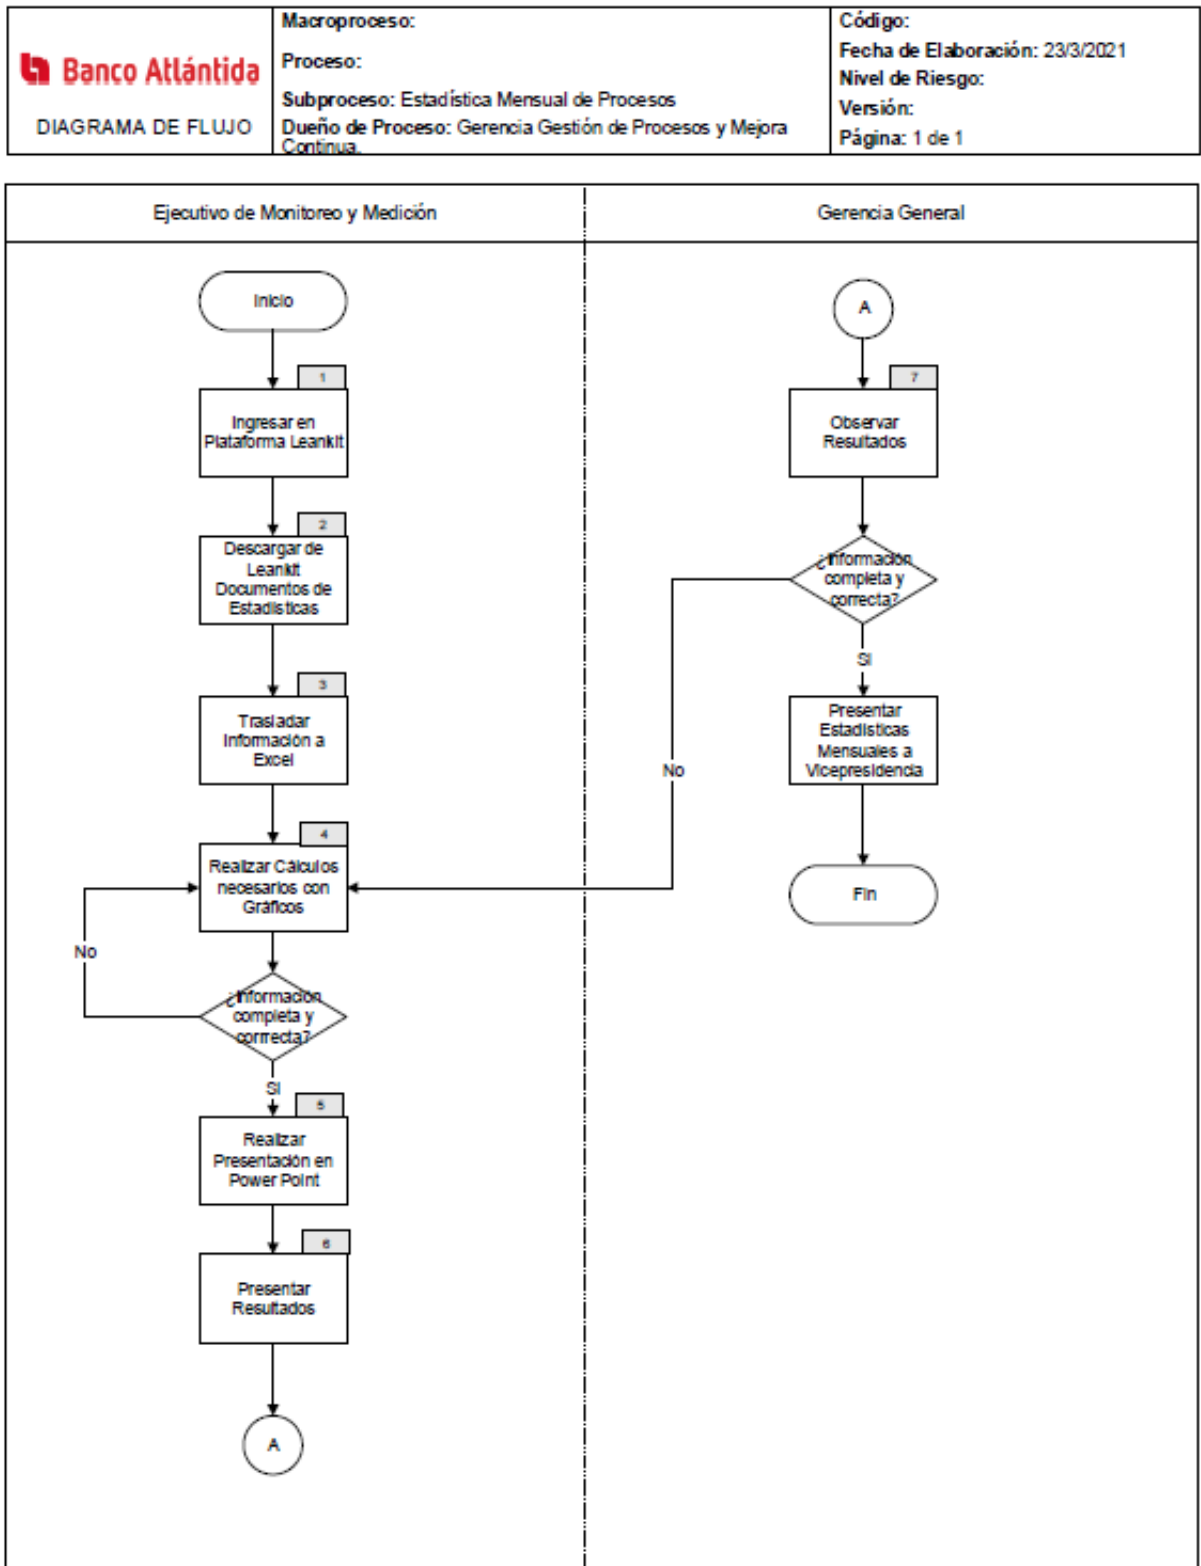 Banco Atlántida
DIAGRAMA DE FLUJO
Macroproceso:
Proceso:
Subproceso: Estadística Mensual de Procesos
Dueño de Proceso: Gerencia Gestión de Procesos y Mejora
Continua.
Código:
Fecha de Elaboración: 23/3/2021
Nivel de Riesgo:
Versión:
Página: 1 de 1
Ejecutivo de Monitoreo y Medición
Inicio
1
Ingresar en
Plataforma Leankit
2
Descargar de
Leankit
Documentos de
Estadísticas
3
Trasladar
Información a
Excel
4
Realizar Cálculos
necesarios con
Gráficos
No
¿Información
completa y
corrrecta?
SI
5
Realizar
Presentación en
Power Point
6
Presentar
Resultados
A
Gerencia General
A
7
Observar
Resultados
¿Información
completa y
correcta?
No
SI
Presentar
Estadísticas
Mensuales a
Vicepresidencia
Fin